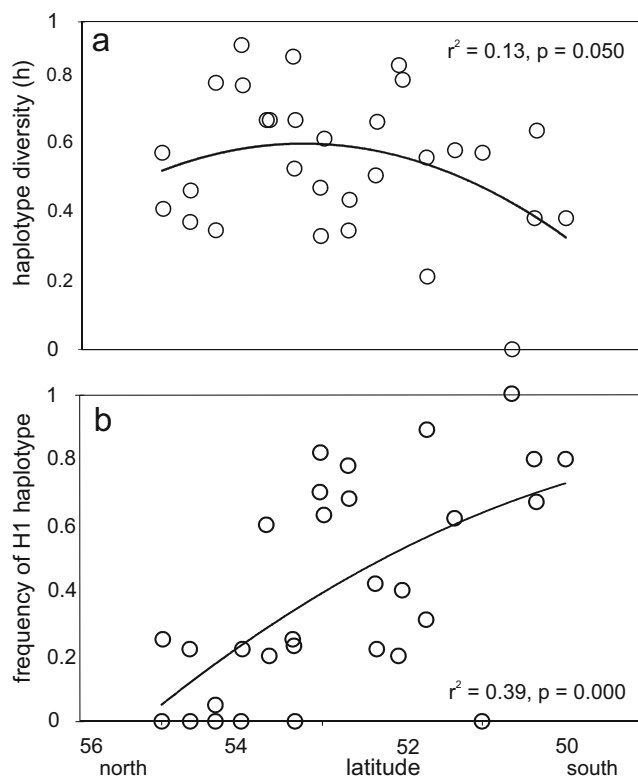 a
r² = 0.13, p = 0.050
haplotype diversity (h)
1
0.8
0.6
0.4
0.2
0
b
r² = 0.39, p = 0.000
frequency of H1 haplotype
1
0.8
0.6
0.4
0.2
0
56 54 52 50
north latitude south